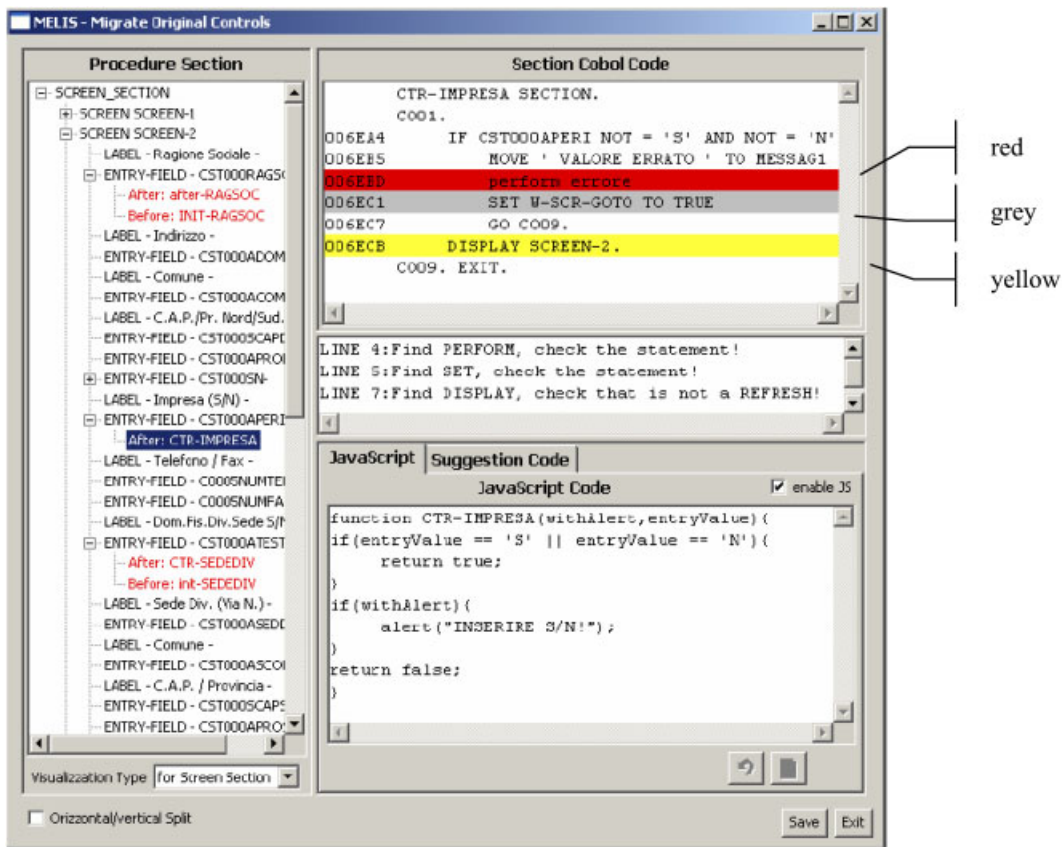 MELIS - Migrate Original Controls
Procedure Section
SCREEN_SECTION
SCREEN SCREEN-1
SCREEN SCREEN-2
LABEL - Ragione Sociale -
ENTRY-FIELD - CST000RAGS
After: after-RAGSOC
Before: INIT-RAGSOC
LABEL - Indirizzo -
ENTRY-FIELD - CST000ADOM
LABEL - Comune -
ENTRY-FIELD - CST000ACOM
LABEL - C.A.P./Pr. Nord/Sud.
ENTRY-FIELD - CST000SCAP
ENTRY-FIELD - CST000APRO
ENTRY-FIELD - CST000SN-
LABEL - Impresa (S/N) -
ENTRY-FIELD - CST000APERI
After: CTR-IMPRESA
LABEL - Telefono / Fax -
ENTRY-FIELD - C000SNUMTE
ENTRY-FIELD - C000SNUMFA
LABEL - Dom.Fis.Div.Sede S/
ENTRY-FIELD - CST000ATEST
After: CTR-SEDEDIV
Before: int-SEDEDIV
LABEL - Sede Div. (Via N.) -
ENTRY-FIELD - CST000ASED
LABEL - Comune -
ENTRY-FIELD - CST000ASCO
LABEL - C.A.P. / Provincia -
ENTRY-FIELD - CST000SCAPS
ENTRY-FIELD - CST000APRO
Visualizzation Type for Screen Section
Orizzontal/vertical Split
Section Cobol Code
CTR-IMPRESA SECTION.
C001.
006EA4 IF CST000APERI NOT = 'S' AND NOT = 'N'
006EB5 MOVE ' VALORE ERRATO ' TO MESSAG1
006EBD perform errore
006EC1 SET W-SCR-GOTO TO TRUE
006EC7 GO C009.
006ECB DISPLAY SCREEN-2.
C009. EXIT.
LINE 4:Find PERFORM, check the statement!
LINE 5:Find SET, check the statement!
LINE 7:Find DISPLAY, check that is not a REFRESH!
JavaScript Suggestion Code
JavaScript Code enable JS
function CTR-IMPRESA(withAlert,entryValue){
if(entryValue == 'S' || entryValue == 'N'){
return true;
}
if(withAlert){
alert("INSERIRE S/N!");
}
return false;
}
Save Exit
red
grey
yellow